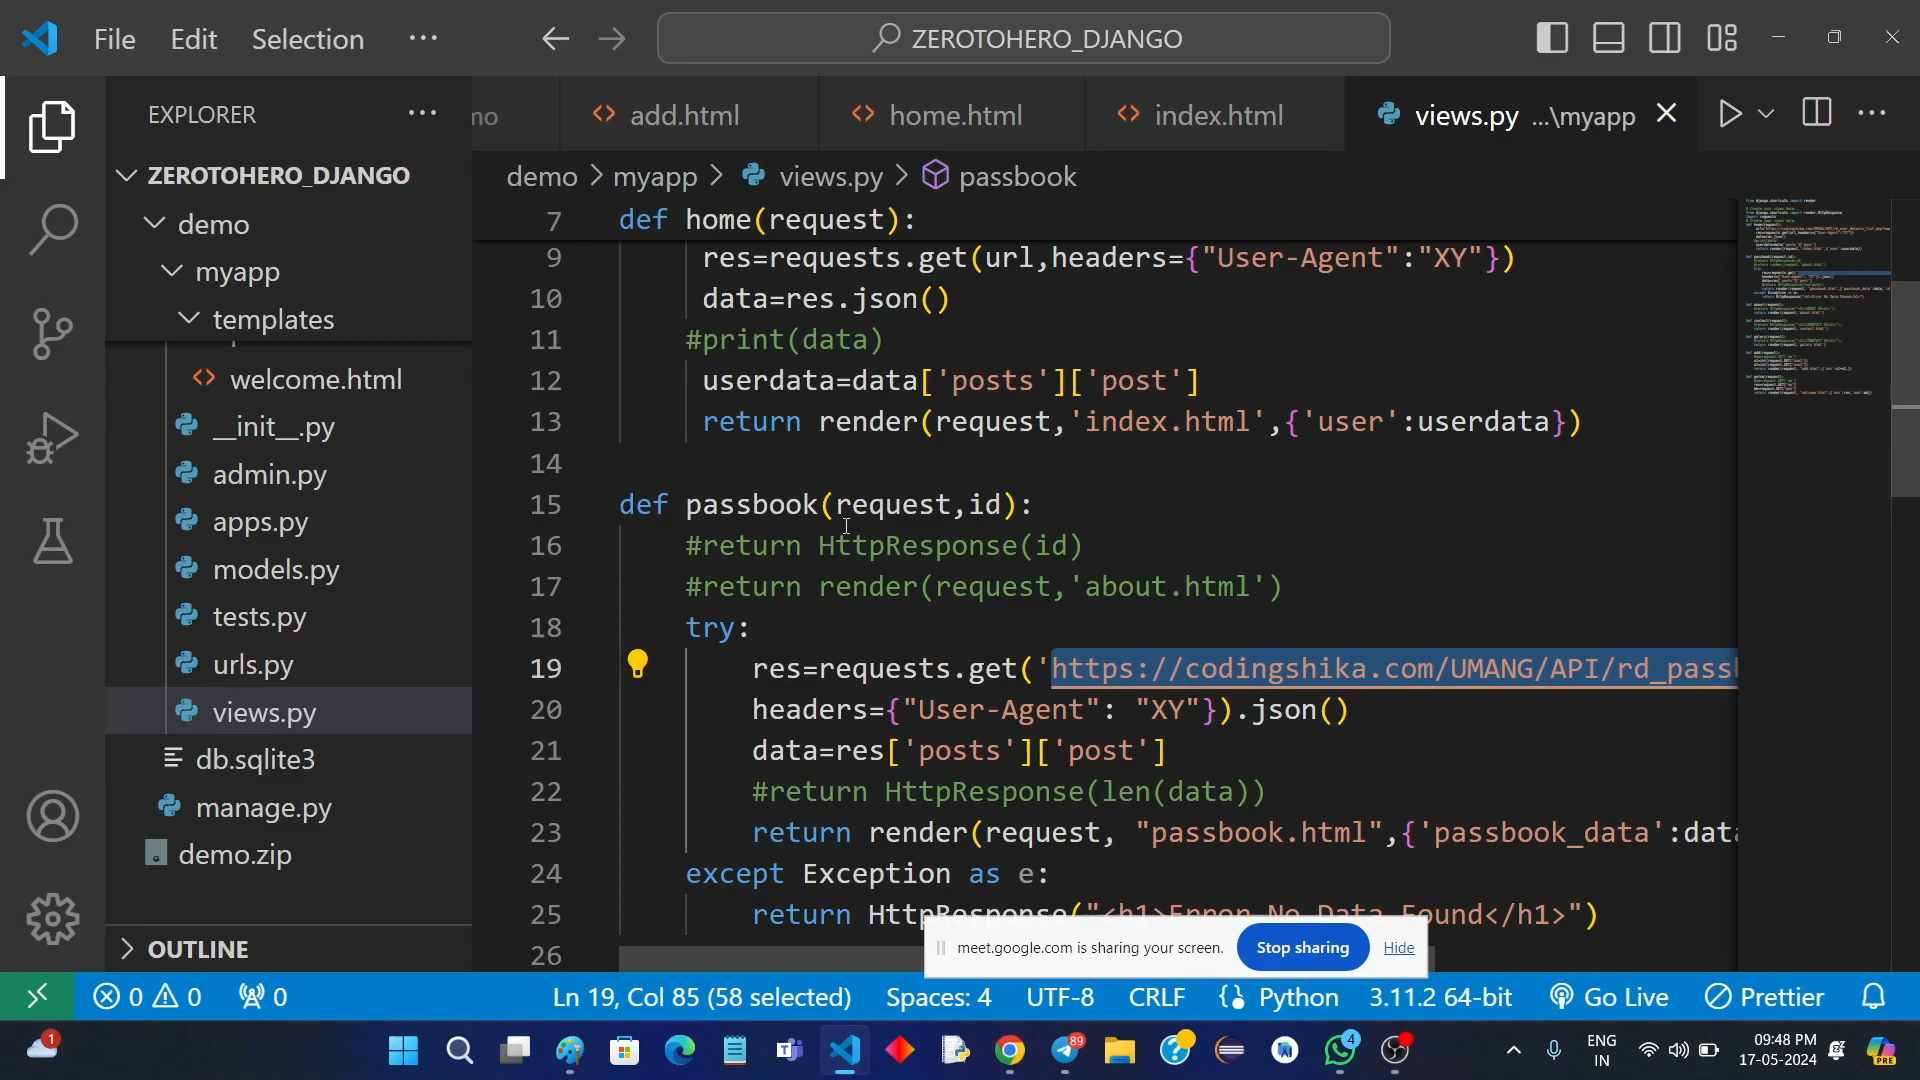 File Edit Selection ···
ZEROTOHERO_DJANGO
EXPLORER ···
mo
add.html
home.html
index.html
views.py ...\myapp
ZEROTOHERO_DJANGO
demo
myapp
templates
welcome.html
__init__.py
admin.py
apps.py
models.py
tests.py
urls.py
views.py
db.sqlite3
manage.py
demo.zip
OUTLINE
demo > myapp > views.py > passbook
7 def home(request):
9 res=requests.get(url,headers={"User-Agent":"XY"})
10 data=res.json()
11 #print(data)
12 userdata=data['posts']['post']
13 return render(request,'index.html',{'user':userdata})
14
15 def passbook(request,id):
16 #return HttpResponse(id)
17 #return render(request,'about.html')
18 try:
19 res=requests.get('https://codingshika.com/UMANG/API/rd_pass
20 headers={"User-Agent": "XY"}).json()
21 data=res['posts']['post']
22 #return HttpResponse(len(data))
23 return render(request, "passbook.html",{'passbook_data':data
24 except Exception as e:
25 return HttpResponse("<h1>Error No Data Found</h1>")
26
meet.google.com is sharing your screen. Stop sharing Hide
0 0 0 Ln 19, Col 85 (58 selected) Spaces: 4 UTF-8 CRLF Python 3.11.2 64-bit Go Live Prettier
1
89
4
ENG
IN
09:48 PM
17-05-2024
PRE